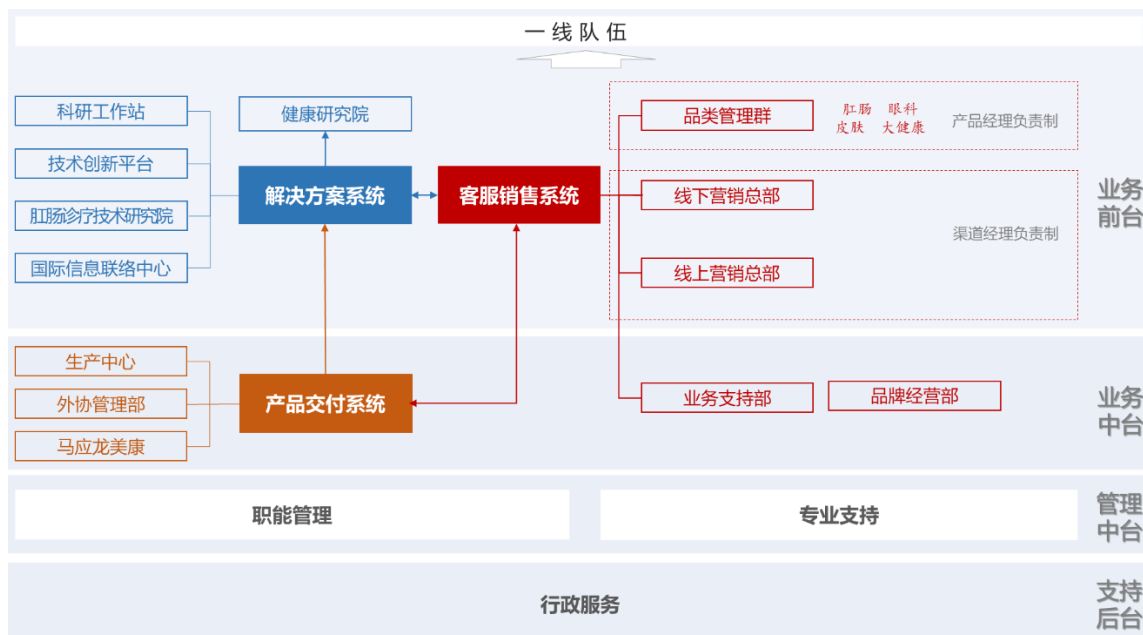 一线队伍
科研工作站
技术创新平台
肛肠诊疗技术研究院
国际信息联络中心
健康研究院
解决方案系统
客服销售系统
品类管理群
肛肠 眼科
皮肤 大健康
产品经理负责制
线下营销总部
渠道经理负责制
线上营销总部
业务
前台
生产中心
外协管理部
马应龙美康
产品交付系统
业务支持部
品牌经营部
业务
中台
职能管理
专业支持
管理
中台
行政服务
支持
后台